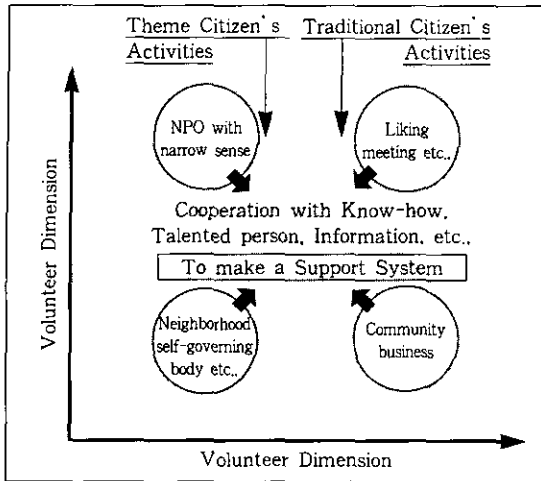 Theme Citizen's
Activities
Traditional Citizen's
Activities
NPO with
narrow sense
Liking
meeting etc..
Cooperation with Know-how,
Talented person, Information, etc..
To make a Support System
Neighborhood
self-governing
body etc..
Community
business
Volunteer Dimension
Volunteer Dimension